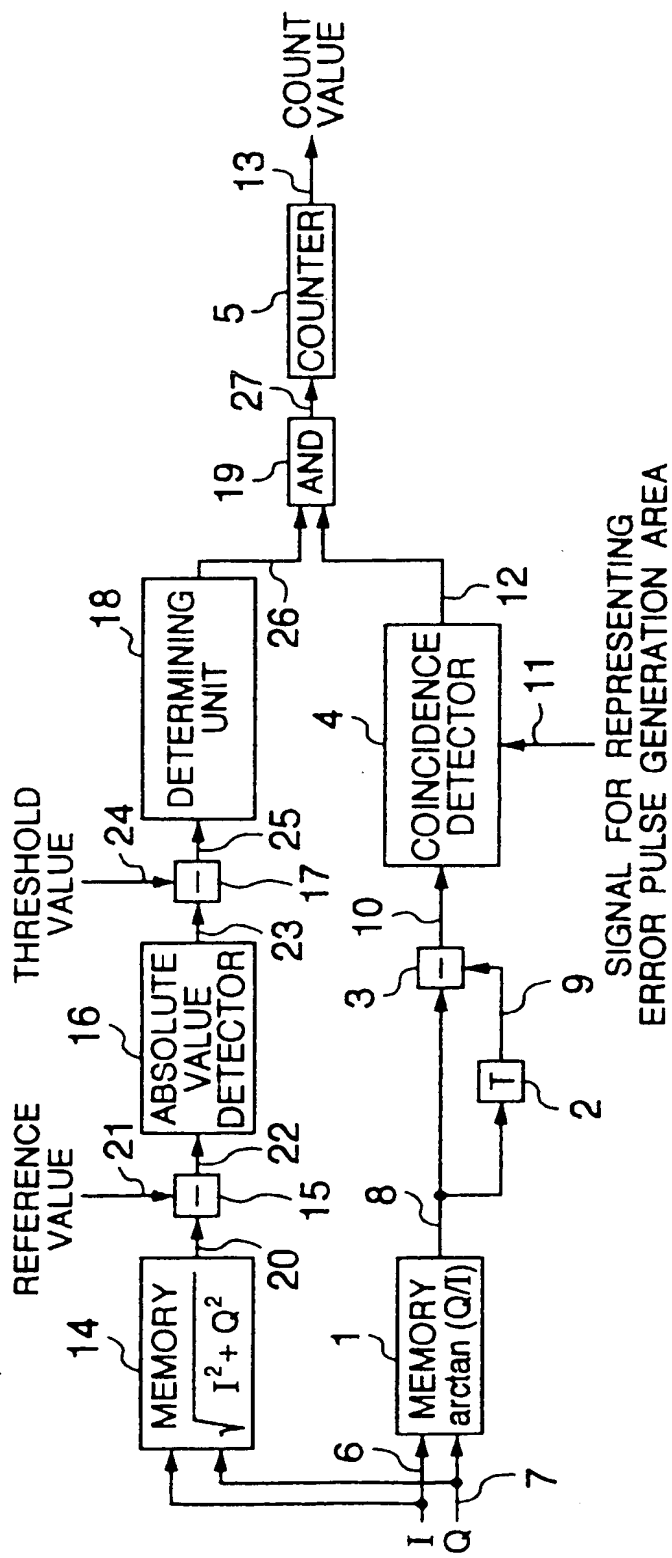 REFERENCE
VALUE
THRESHOLD
VALUE
14
21
16
24
18
MEMORY
√I² + Q²
20
15
22
ABSOLUTE
VALUE
DETECTOR
23
17
25
DETERMINING
UNIT
26
19
AND
27
5
COUNTER
13
COUNT
VALUE
I
Q
6
7
1
MEMORY
arctan (Q/I)
8
T
2
9
3
10
4
COINCIDENCE
DETECTOR
11
12
SIGNAL FOR REPRESENTING
ERROR PULSE GENERATION AREA